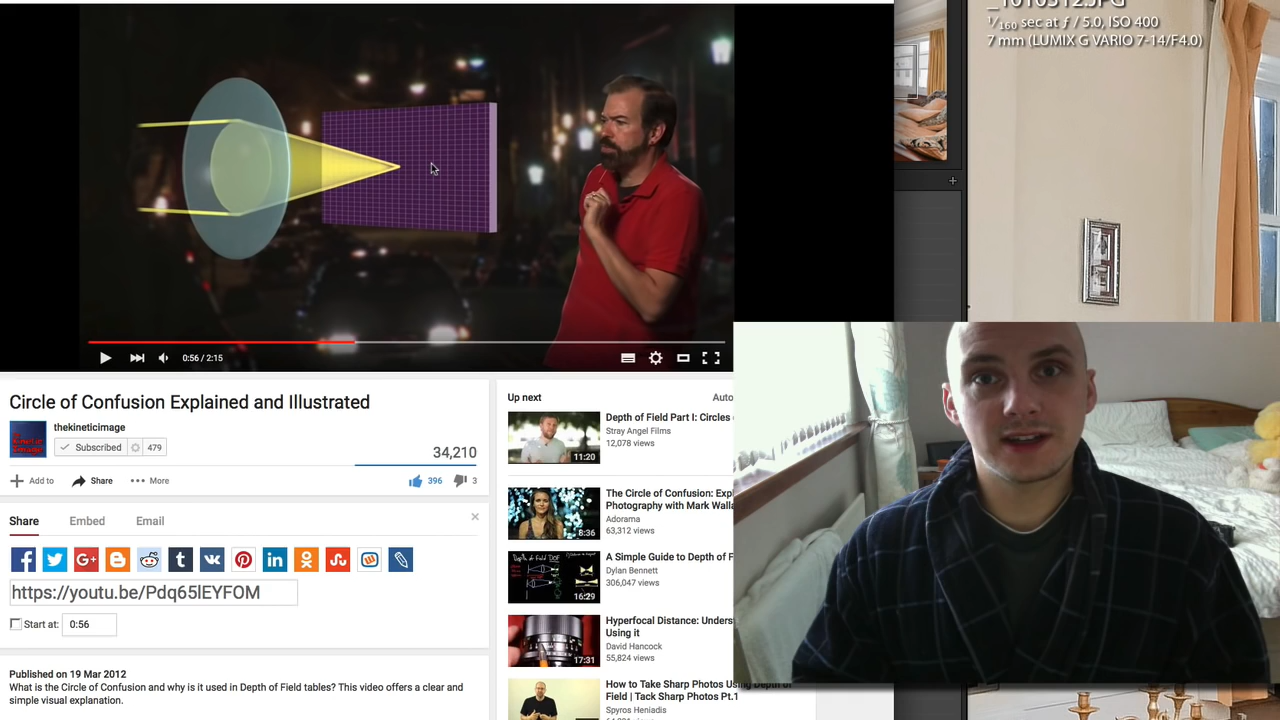 _1010312.JPG
1/160 sec at ƒ / 5.0, ISO 400
7 mm (LUMIX G VARIO 7-14/F4.0)
0:56 / 2:15
Circle of Confusion Explained and Illustrated
thekineticimage
Subscribed 479
34,210
Add to Share More 396 3
Share Embed Email
https://youtu.be/Pdq65lEYFOM
Start at: 0:56
Published on 19 Mar 2012
What is the Circle of Confusion and why is it used in Depth of Field tables? This video offers a clear and
simple visual explanation.
Up next Auto
Depth of Field Part I: Circles
Stray Angel Films
12,078 views
11:20
The Circle of Confusion: Exp
Photography with Mark Walla
Adorama
63,312 views
8:36
A Simple Guide to Depth of F
Dylan Bennett
306,047 views
16:29
Hyperfocal Distance: Unders
Using it
David Hancock
55,824 views
17:31
How to Take Sharp Photos Using Depth of
Field | Tack Sharp Photos Pt.1
Spyros Heniadis